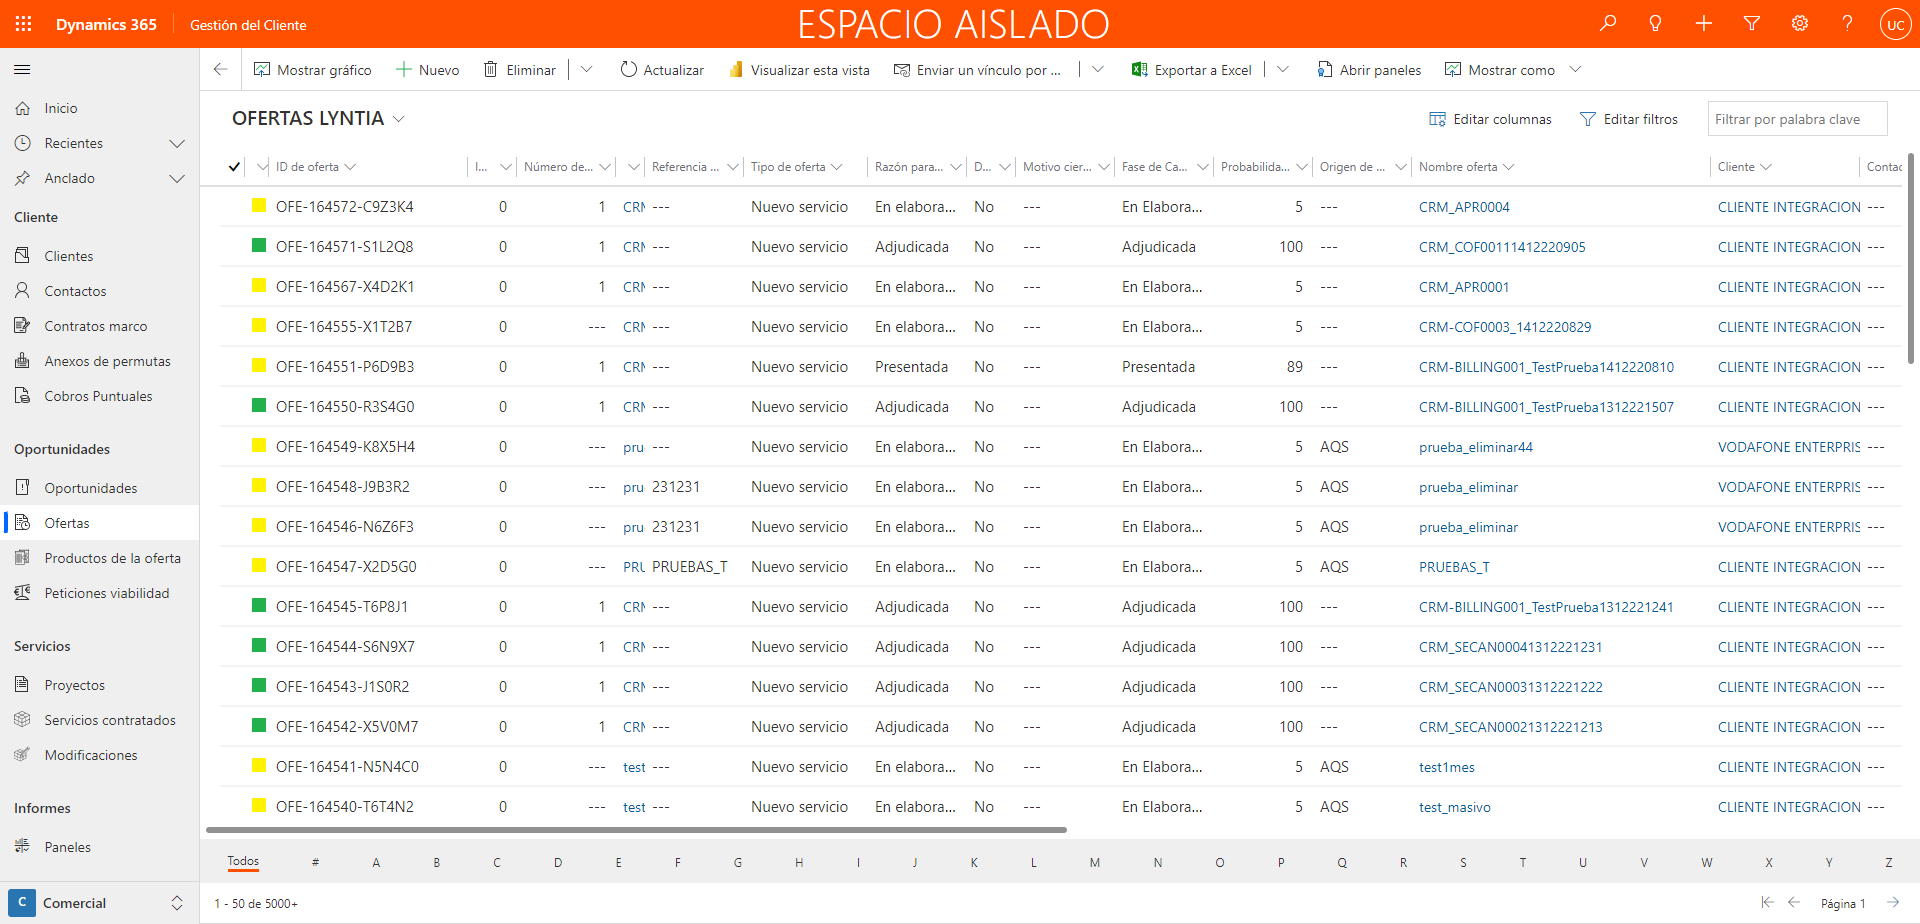 Dynamics 365
Gestión del Cliente
ESPACIO AISLADO
UC
Mostrar gráfico
Nuevo
Eliminar
Actualizar
Visualizar esta vista
Enviar un vínculo por ...
Exportar a Excel
Abrir paneles
Mostrar como
Inicio
Recientes
Anclado
Cliente
Clientes
Contactos
Contratos marco
Anexos de permutas
Cobros Puntuales
Oportunidades
Oportunidades
Ofertas
Productos de la oferta
Peticiones viabilidad
Servicios
Proyectos
Servicios contratados
Modificaciones
Informes
Paneles
C Comercial
OFERTAS LYNTIA
Editar columnas
Editar filtros
Filtrar por palabra clave
ID de oferta I... Número de... Referencia ... Tipo de oferta Razón para... D... Motivo cier... Fase de Ca... Probabilida... Origen de ... Nombre oferta Cliente Contac
OFE-164572-C9Z3K4 0 1 CRM --- Nuevo servicio En elabora... No --- En Elabora... 5 --- CRM_APR0004 CLIENTE INTEGRACION ---
OFE-164571-S1L2Q8 0 1 CRM --- Nuevo servicio Adjudicada No --- Adjudicada 100 --- CRM_COF00111412220905 CLIENTE INTEGRACION ---
OFE-164567-X4D2K1 0 1 CRM --- Nuevo servicio En elabora... No --- En Elabora... 5 --- CRM_APR0001 CLIENTE INTEGRACION ---
OFE-164555-X1T2B7 0 --- CRM --- Nuevo servicio En elabora... No --- En Elabora... 5 --- CRM-COF0003_1412220829 CLIENTE INTEGRACION ---
OFE-164551-P6D9B3 0 1 CRM --- Nuevo servicio Presentada No --- Presentada 89 --- CRM-BILLING001_TestPrueba1412220810 CLIENTE INTEGRACION ---
OFE-164550-R3S4G0 0 1 CRM --- Nuevo servicio Adjudicada No --- Adjudicada 100 --- CRM-BILLING001_TestPrueba1312221507 CLIENTE INTEGRACION ---
OFE-164549-K8X5H4 0 --- pru --- Nuevo servicio En elabora... No --- En Elabora... 5 AQS prueba_eliminar44 VODAFONE ENTERPRIS ---
OFE-164548-J9B3R2 0 --- pru 231231 Nuevo servicio En elabora... No --- En Elabora... 5 AQS prueba_eliminar VODAFONE ENTERPRIS ---
OFE-164546-N6Z6F3 0 --- pru 231231 Nuevo servicio En elabora... No --- En Elabora... 5 AQS prueba_eliminar VODAFONE ENTERPRIS ---
OFE-164547-X2D5G0 0 --- PRU PRUEBAS_T Nuevo servicio En elabora... No --- En Elabora... 5 AQS PRUEBAS_T CLIENTE INTEGRACION ---
OFE-164545-T6P8J1 0 1 CRM --- Nuevo servicio Adjudicada No --- Adjudicada 100 --- CRM-BILLING001_TestPrueba1312221241 CLIENTE INTEGRACION ---
OFE-164544-S6N9X7 0 1 CRM --- Nuevo servicio Adjudicada No --- Adjudicada 100 --- CRM_SECAN00041312221231 CLIENTE INTEGRACION ---
OFE-164543-J1S0R2 0 1 CRM --- Nuevo servicio Adjudicada No --- Adjudicada 100 --- CRM_SECAN00031312221222 CLIENTE INTEGRACION ---
OFE-164542-X5V0M7 0 1 CRM --- Nuevo servicio Adjudicada No --- Adjudicada 100 --- CRM_SECAN00021312221213 CLIENTE INTEGRACION ---
OFE-164541-N5N4C0 0 --- test --- Nuevo servicio En elabora... No --- En Elabora... 5 AQS test1mes CLIENTE INTEGRACION ---
OFE-164540-T6T4N2 0 --- test --- Nuevo servicio En elabora... No --- En Elabora... 5 AQS test_masivo CLIENTE INTEGRACION ---
Todos # A B C D E F G H I J K L M N O P Q R S T U V W X Y Z
1 - 50 de 5000+
Página 1